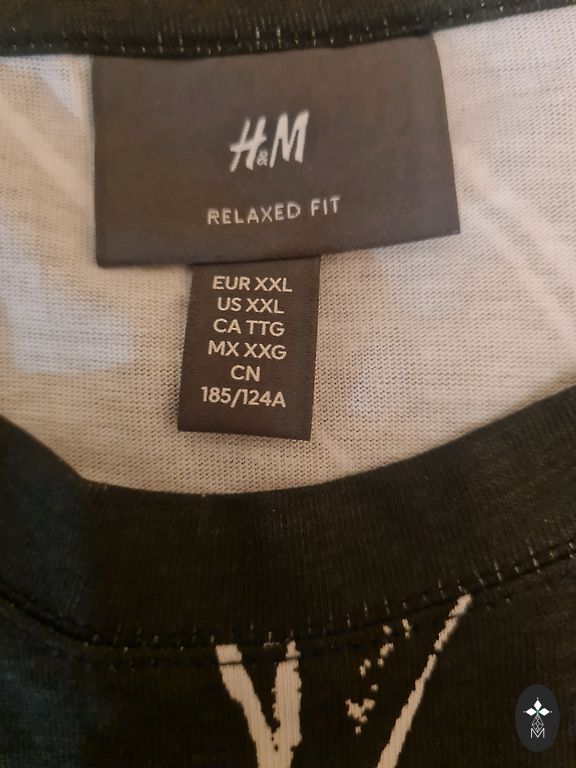 H&M
RELAXED FIT
EUR XXL
US XXL
CA TTG
MX XXG
CN
185/124A
M